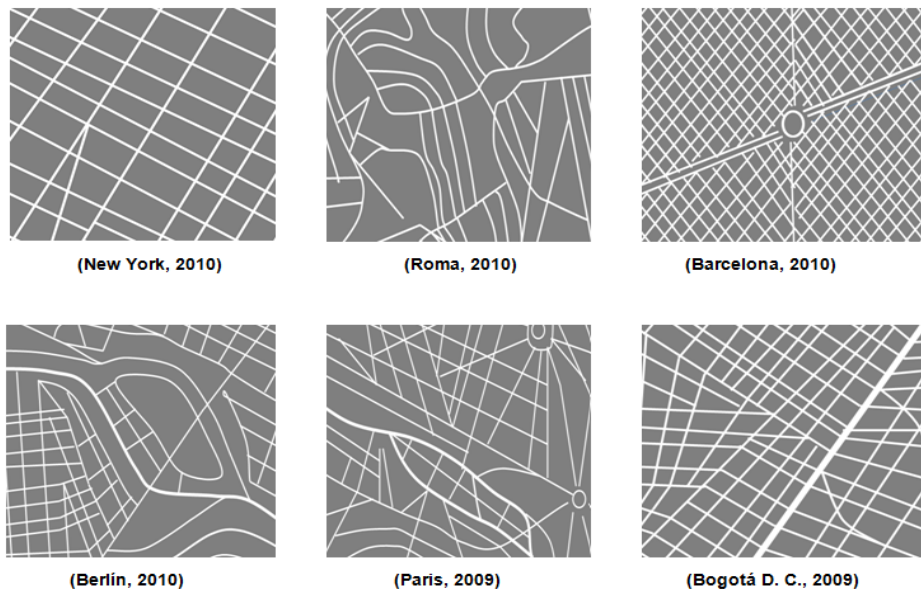 (New York, 2010)
(Roma, 2010)
(Barcelona, 2010)
(Berlín, 2010)
(Paris, 2009)
(Bogotá D. C., 2009)